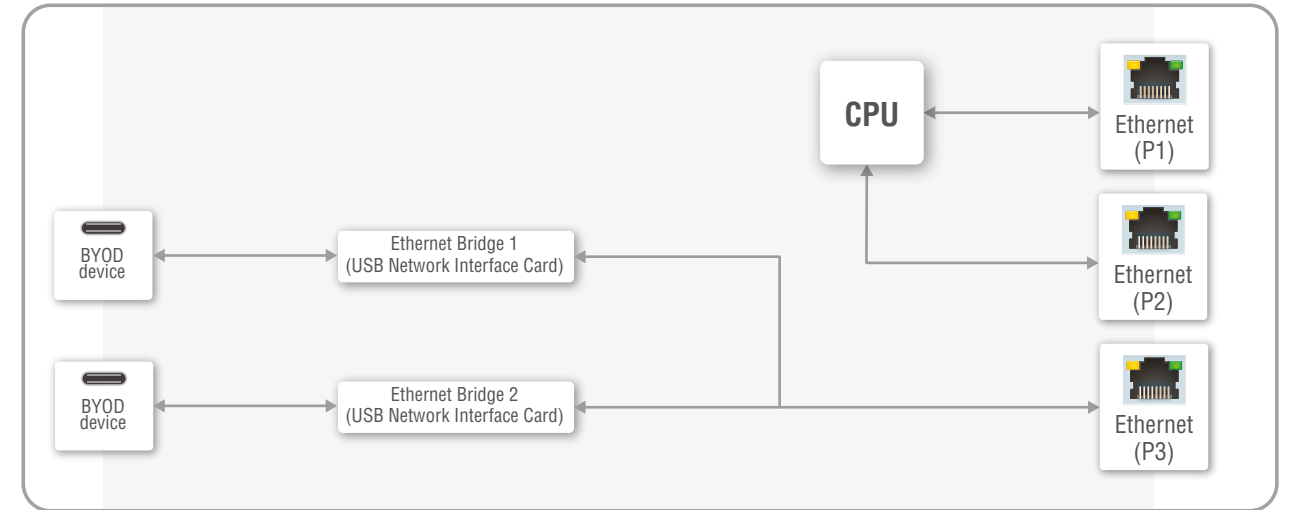 CPU
Ethernet
(P1)
BYOD
device
Ethernet Bridge 1
(USB Network Interface Card)
Ethernet
(P2)
BYOD
device
Ethernet Bridge 2
(USB Network Interface Card)
Ethernet
(P3)